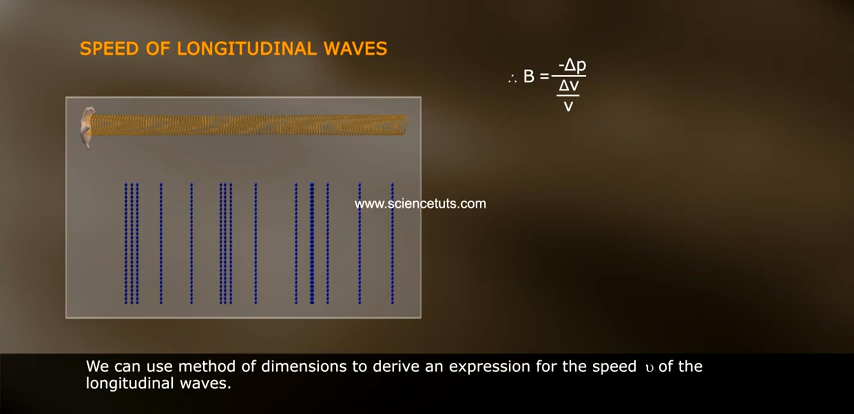 SPEED OF LONGITUDINAL WAVES
∴ B = -Δp
Δv
v
www.sciencetuts.com
We can use method of dimensions to derive an expression for the speed υ of the
longitudinal waves.